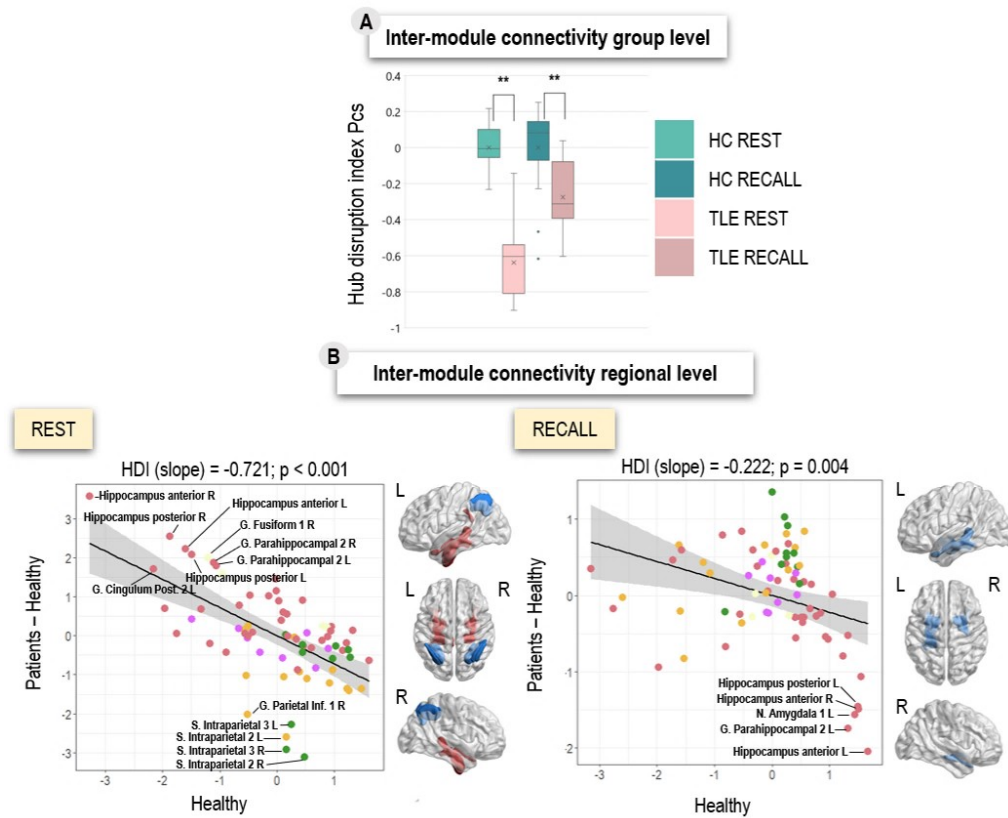 A
Inter-module connectivity group level
Hub disruption index Pcs
0.4
0.2
0
-0.2
-0.4
-0.6
-0.8
-1
**
**
HC REST
HC RECALL
TLE REST
TLE RECALL
B
Inter-module connectivity regional level
REST
HDI (slope) = -0.721; p < 0.001
Patients – Healthy
3
2
1
0
-1
-2
-3
Hippocampus anterior R
Hippocampus anterior L
Hippocampus posterior R
G. Fusiform 1 R
G. Parahippocampal 2 R
G. Parahippocampal 2 L
Hippocampus posterior L
G. Cingulum Post. 2 L
G. Parietal Inf. 1 R
S. Intraparietal 3 L
S. Intraparietal 2 L
S. Intraparietal 3 R
S. Intraparietal 2 R
-3
-2
-1
0
1
Healthy
L
L
R
R
RECALL
HDI (slope) = -0.222; p = 0.004
Patients – Healthy
1
0
-1
-2
Hippocampus posterior L
Hippocampus anterior R
N. Amygdala 1 L
G. Parahippocampal 2 L
Hippocampus anterior L
-3
-2
-1
0
1
Healthy
L
L
R
R